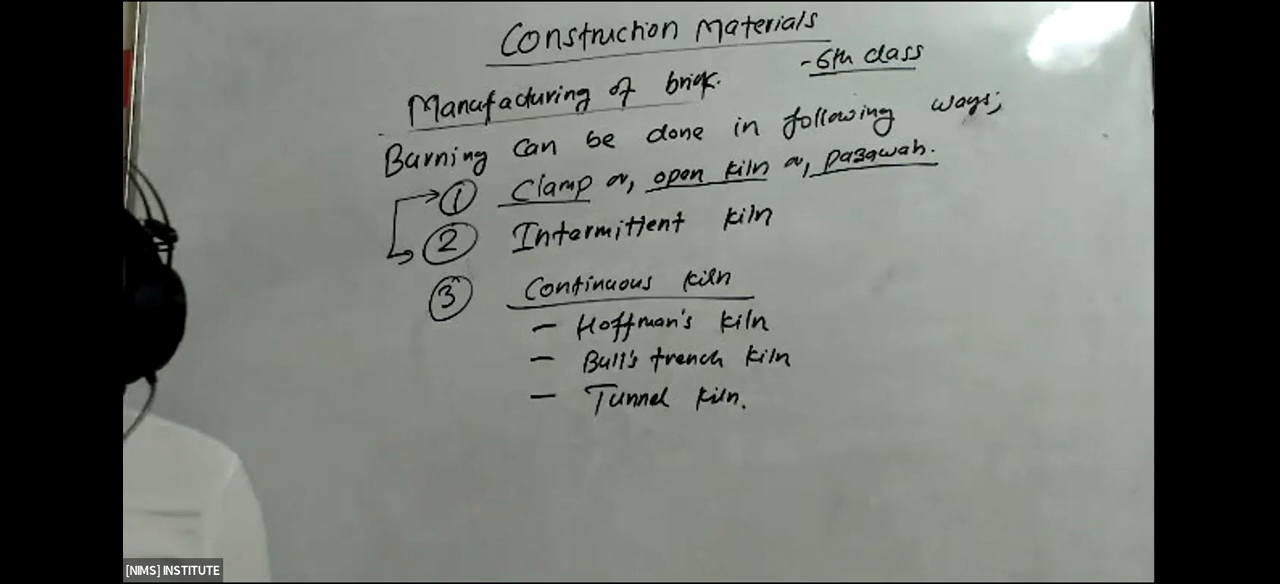 Construction Materials
- 6th class
Manufacturing of brick.
Burning can be done in following ways;
① Clamp or, open kiln or, pazawah.
② Intermittent kiln
③ Continuous kiln
— Hoffman's kiln
— Bull's trench kiln
— Tunnel kiln.
[NIMS] INSTITUTE